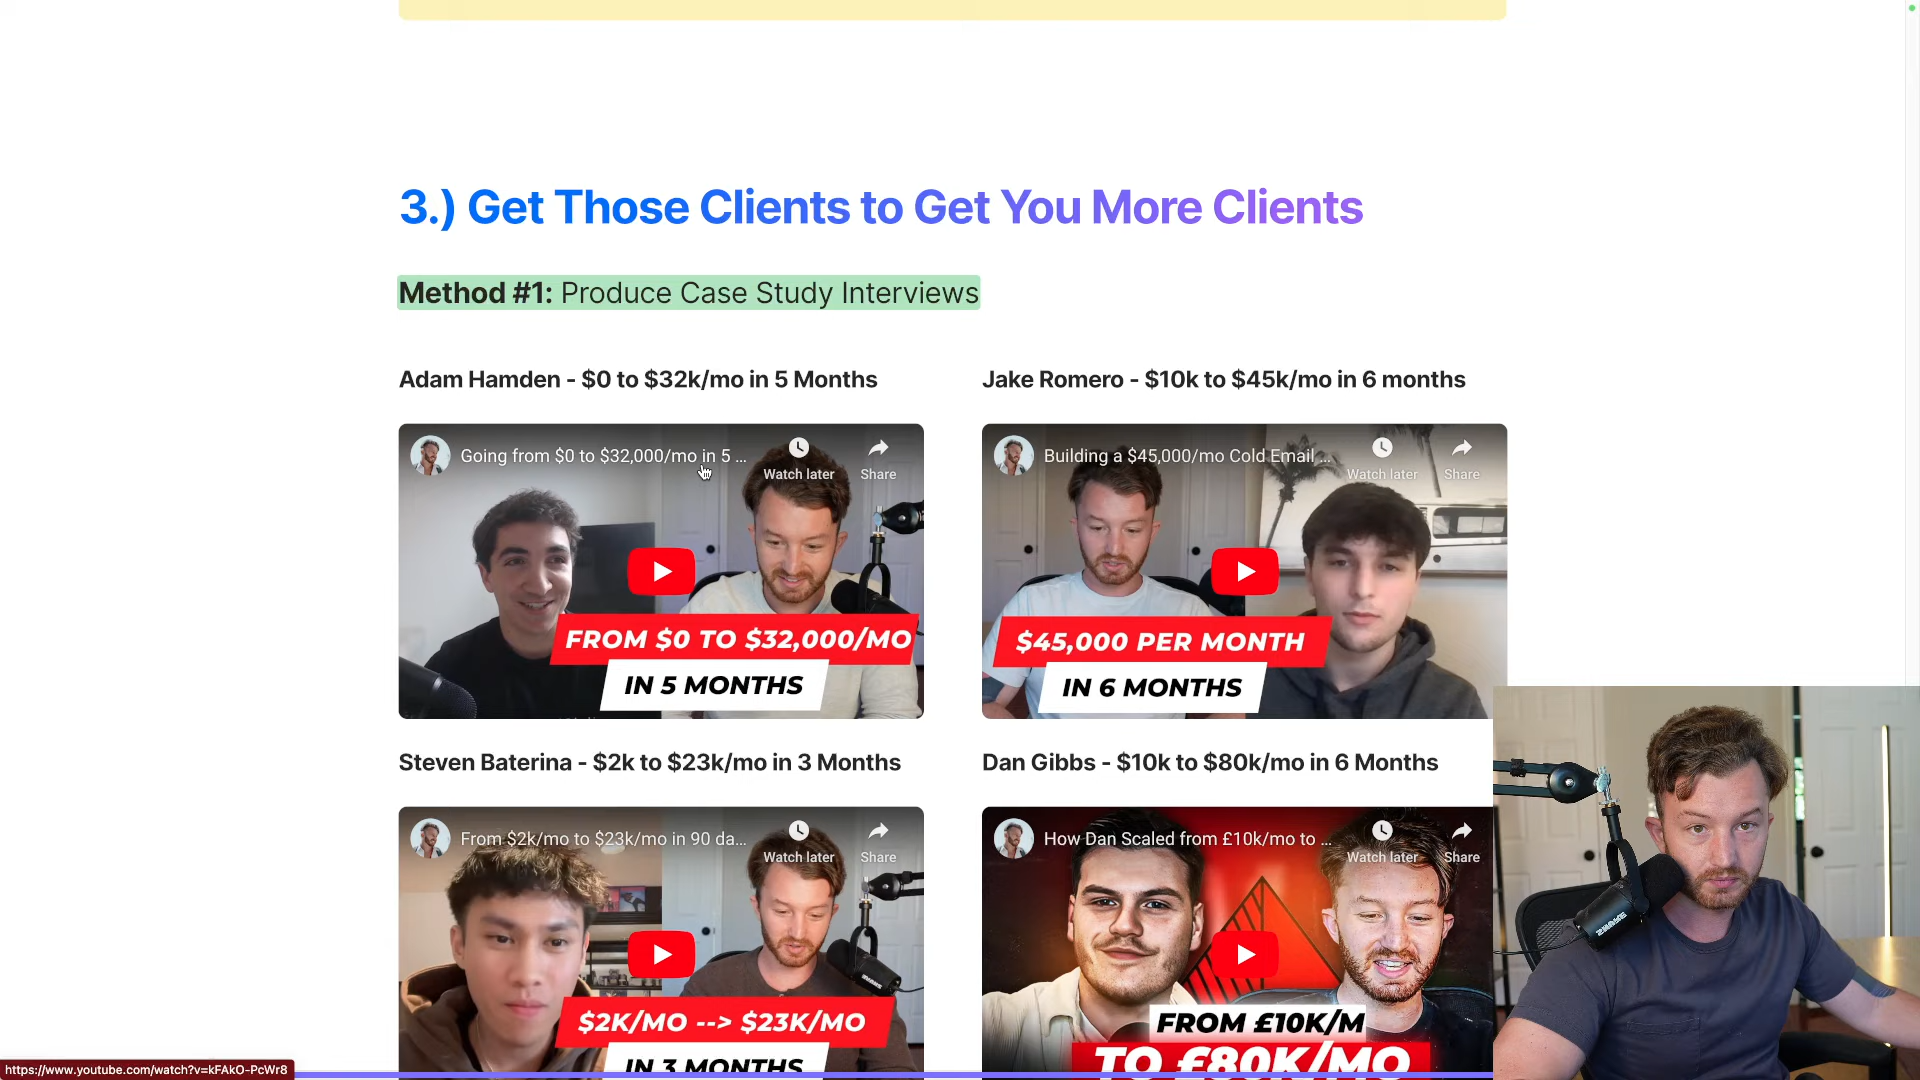 3.) Get Those Clients to Get You More Clients
Method #1: Produce Case Study Interviews
Adam Hamden - $0 to $32k/mo in 5 Months
Jake Romero - $10k to $45k/mo in 6 months
Going from $0 to $32,000/mo in 5 ...
Watch later
Share
FROM $0 TO $32,000/MO
IN 5 MONTHS
Building a $45,000/mo Cold Email ...
Watch later
Share
$45,000 PER MONTH
IN 6 MONTHS
Steven Baterina - $2k to $23k/mo in 3 Months
Dan Gibbs - $10k to $80k/mo in 6 Months
From $2k/mo to $23k/mo in 90 da...
Watch later
Share
$2K/MO --> $23K/MO
IN 3 MONTHS
How Dan Scaled from £10k/mo to ...
Watch later
Share
FROM £10K/M
TO £80K/MO
SHURE
https://www.youtube.com/watch?v=kFAkO-PcWr8